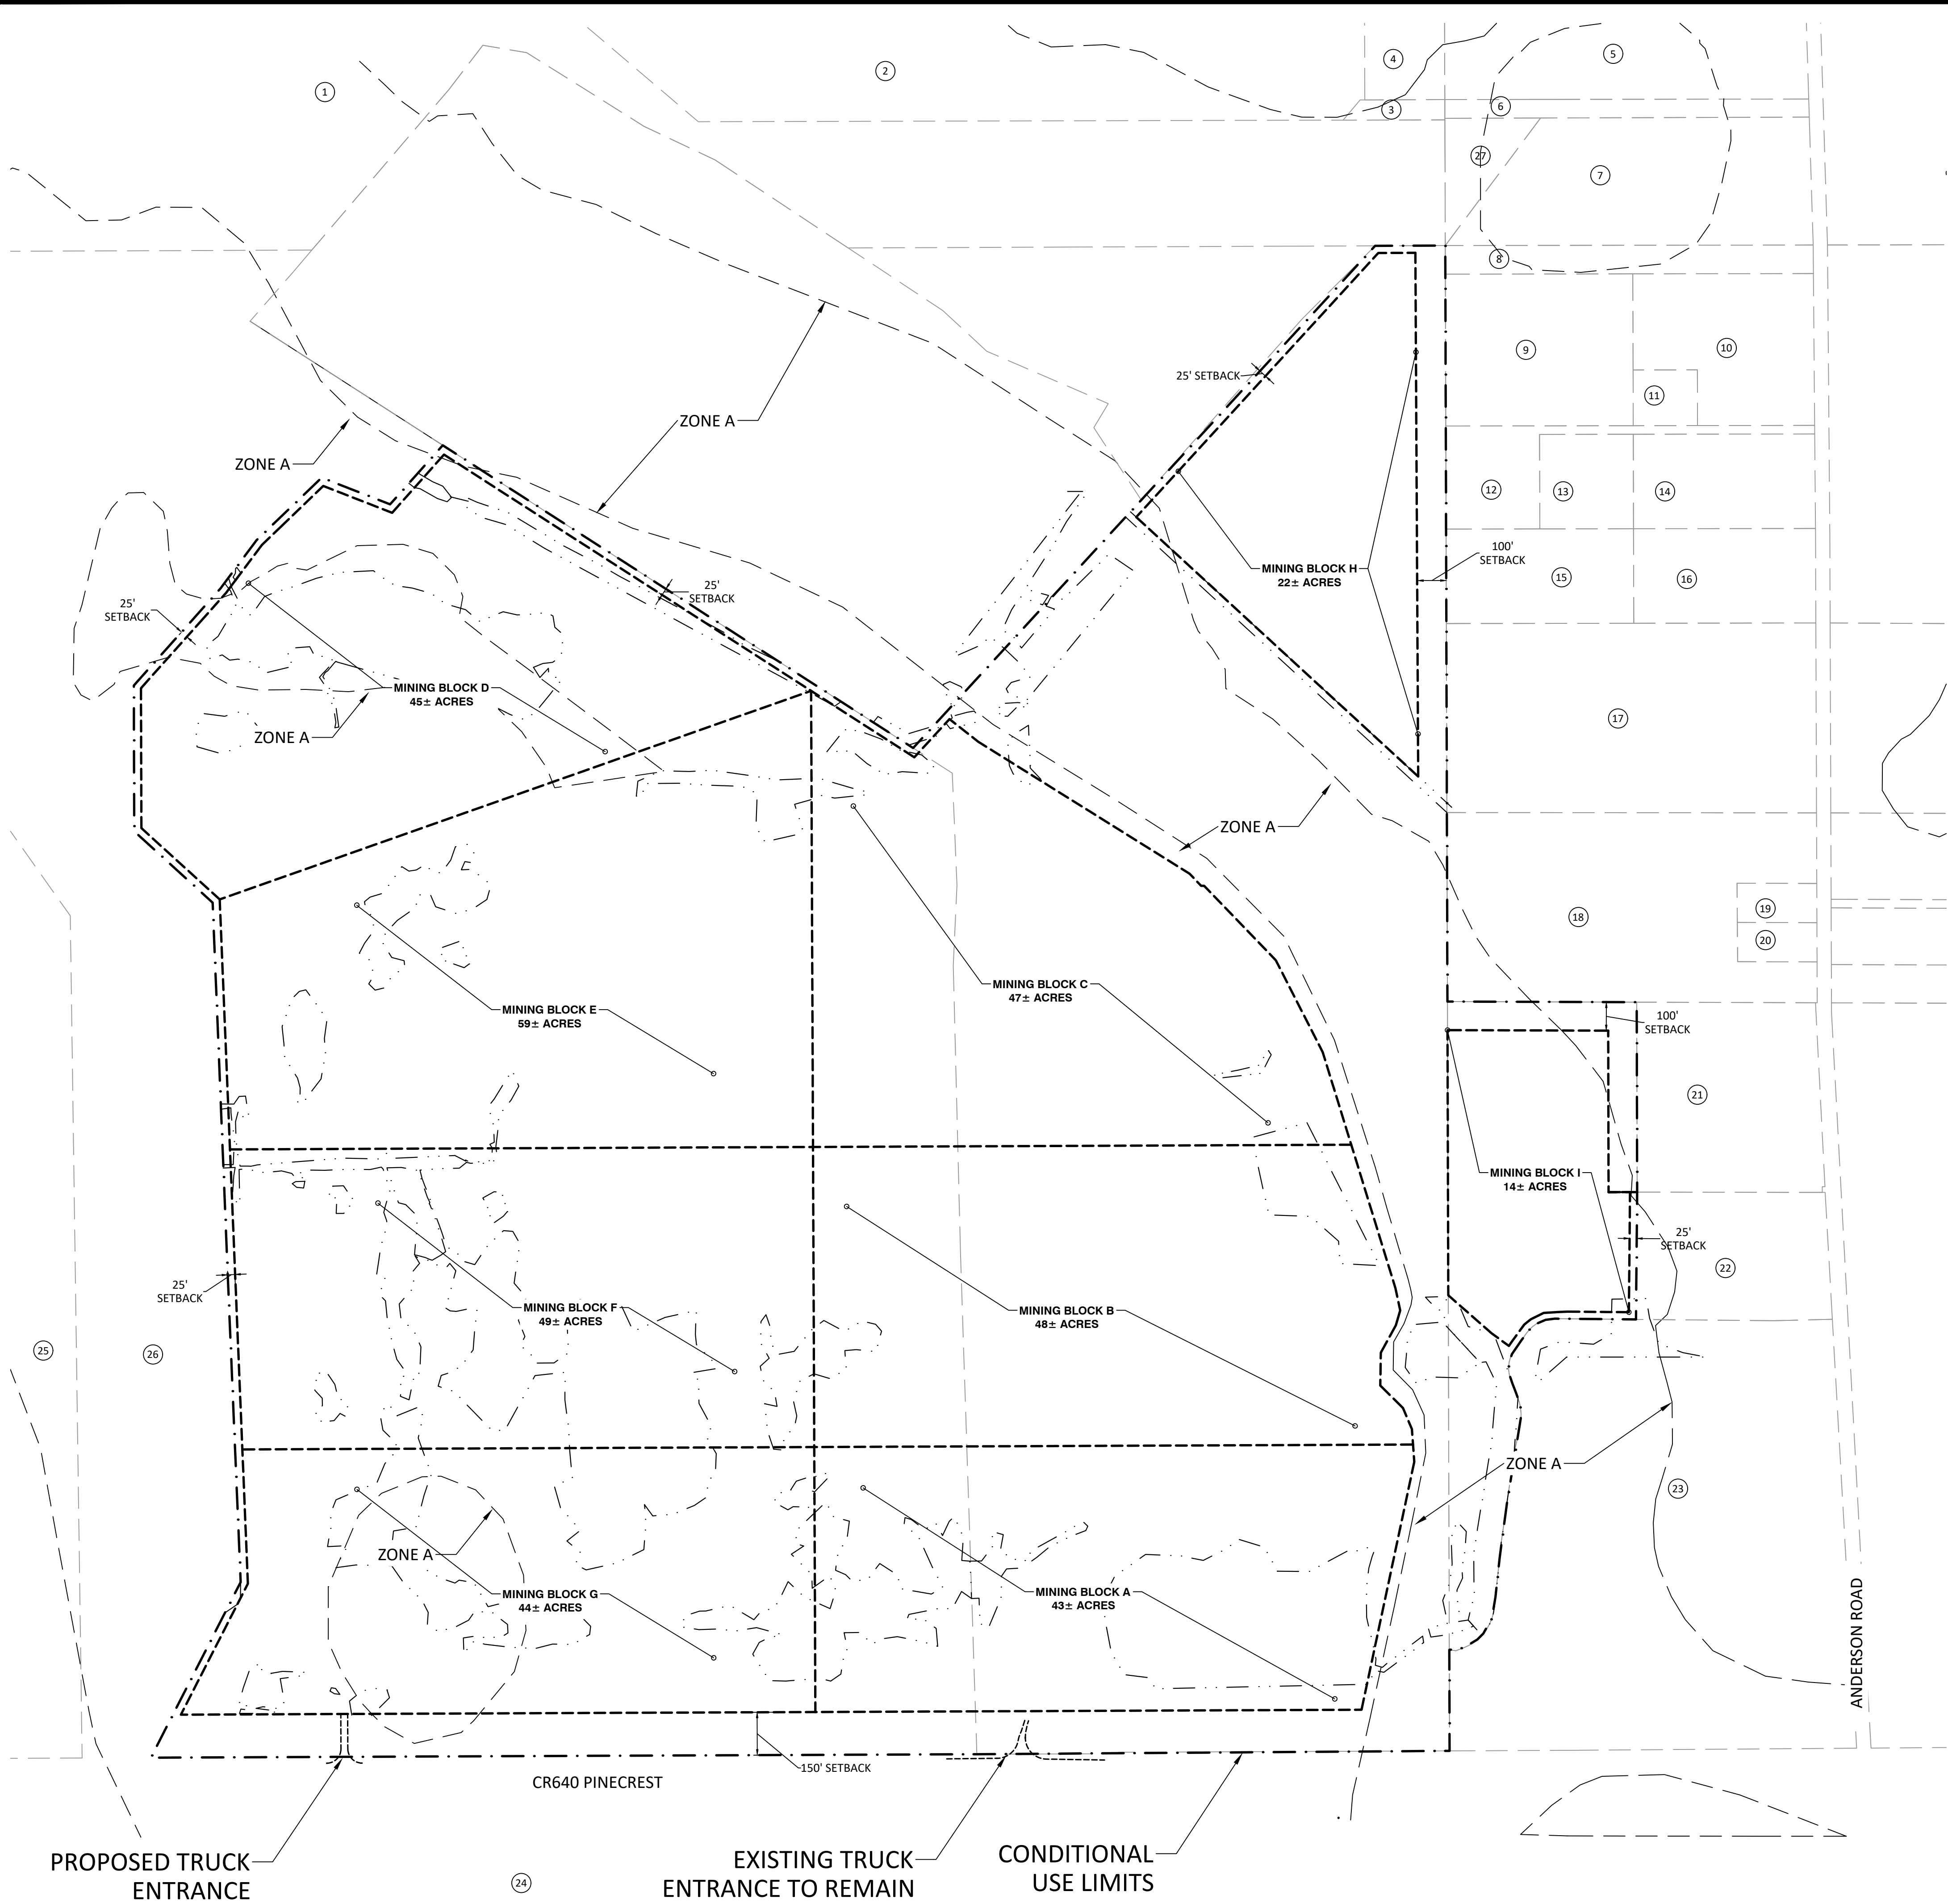 1
2
4
5
3
6
27
7
8
25' SETBACK
9
10
11
ZONE A
ZONE A
12
13
14
100'
SETBACK
15
16
MINING BLOCK H
22± ACRES
25'
SETBACK
25'
SETBACK
MINING BLOCK D
45± ACRES
ZONE A
17
ZONE A
18
19
20
MINING BLOCK E
59± ACRES
MINING BLOCK C
47± ACRES
100'
SETBACK
21
MINING BLOCK I
14± ACRES
25'
SETBACK
22
25'
SETBACK
MINING BLOCK F
49± ACRES
MINING BLOCK B
48± ACRES
25
26
ZONE A
23
ZONE A
MINING BLOCK G
44± ACRES
MINING BLOCK A
43± ACRES
ANDERSON ROAD
150' SETBACK
CR640 PINECREST
PROPOSED TRUCK
ENTRANCE
24
EXISTING TRUCK
ENTRANCE TO REMAIN
CONDITIONAL
USE LIMITS